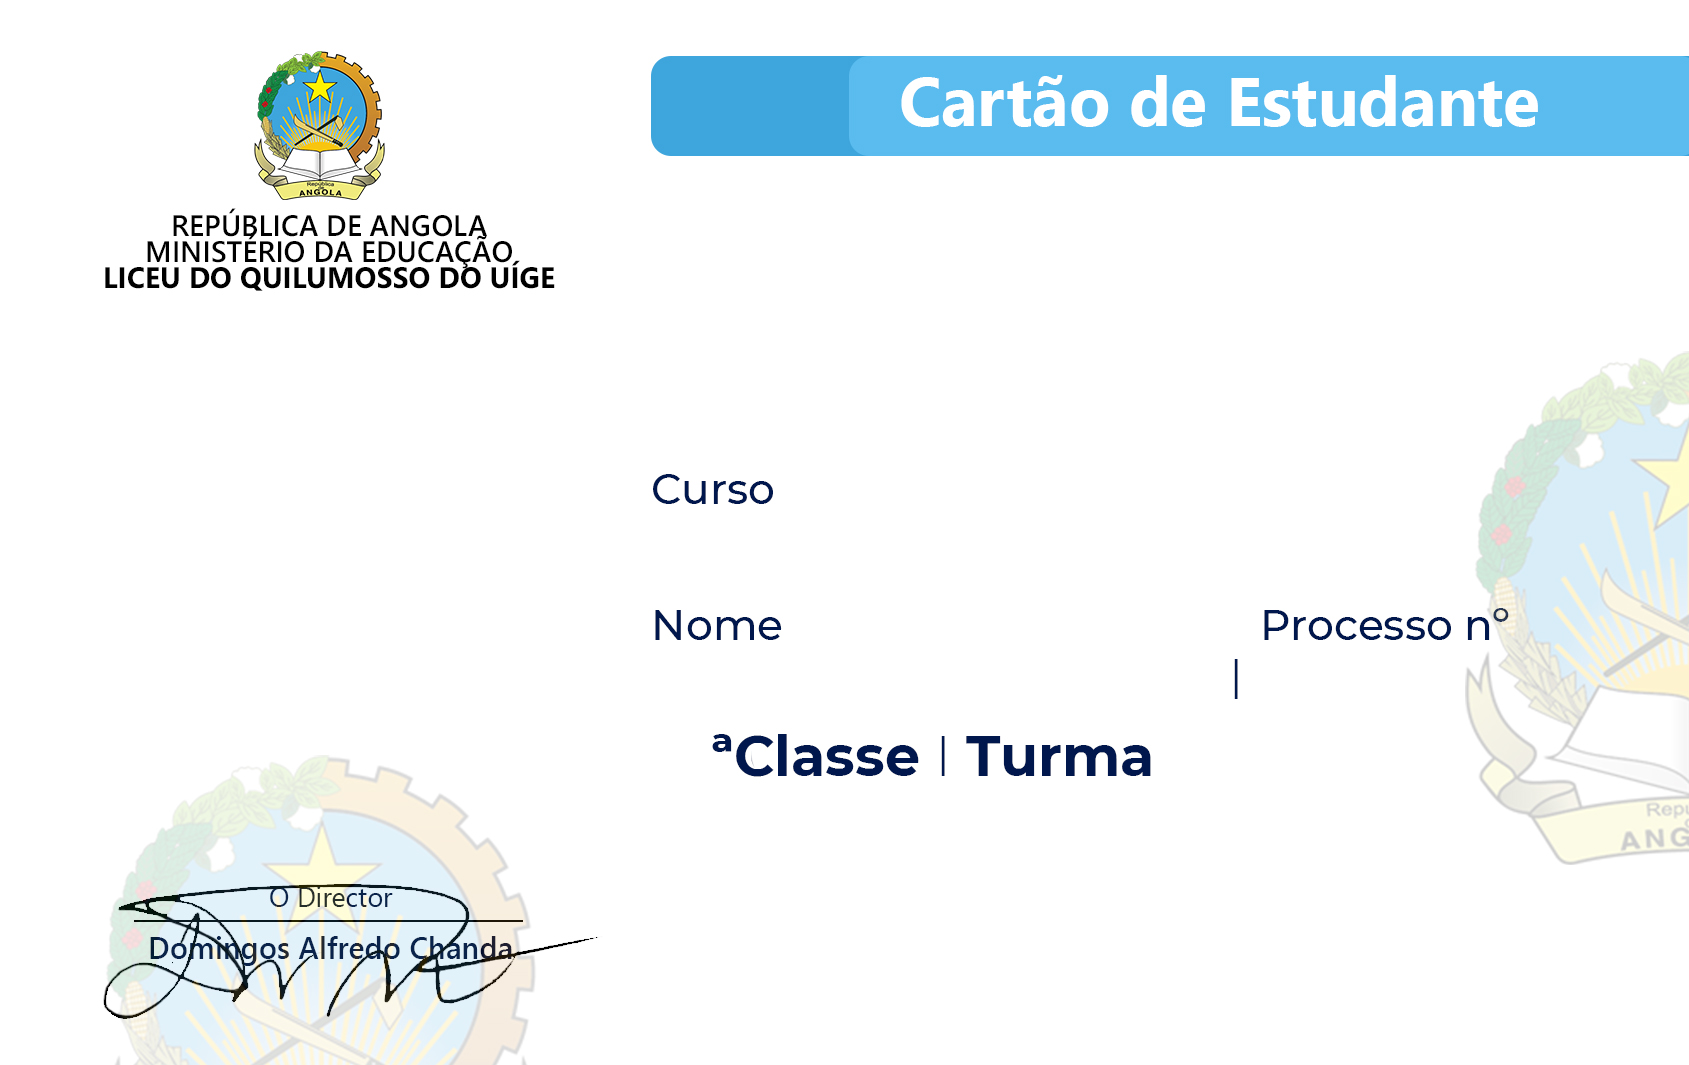 República
de
ANGOLA
REPÚBLICA DE ANGOLA
MINISTÉRIO DA EDUCAÇÃO
LICEU DO QUILUMOSSO DO UÍGE
Cartão de Estudante
Curso
Nome
Processo nº
|
ªClasse | Turma
O Director
Domingos Alfredo Chanda
Repú
ANG